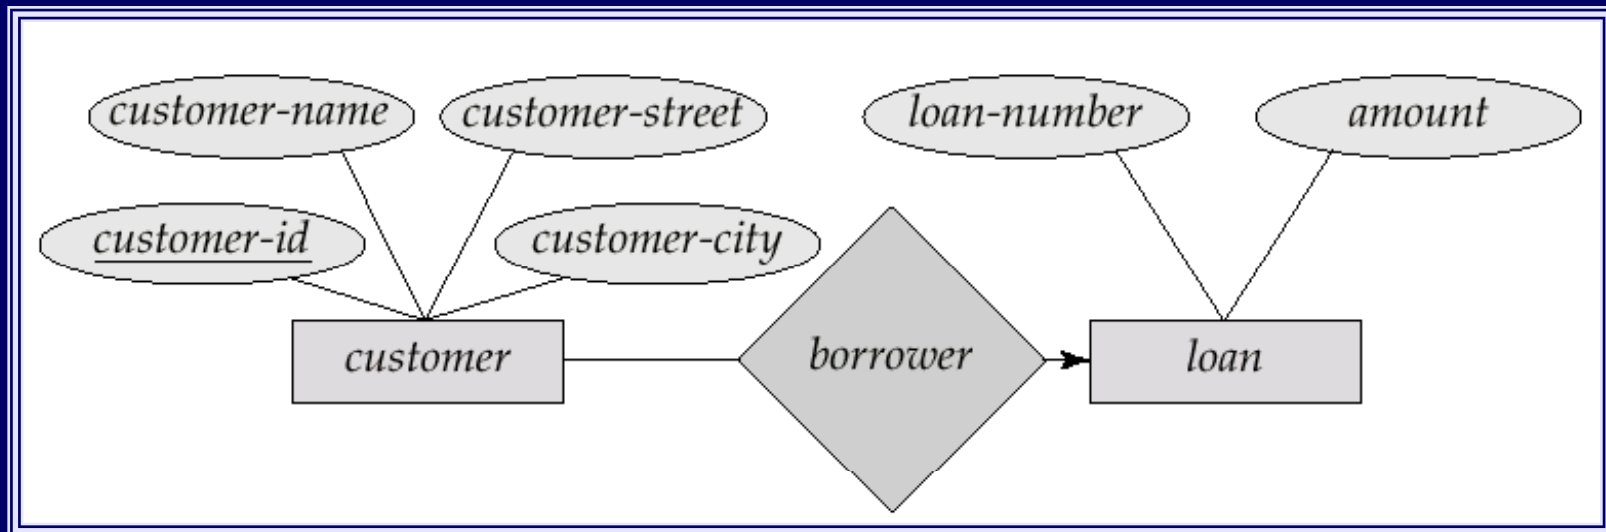 customer-name
customer-street
loan-number
amount
customer-id
customer-city
customer
borrower
loan